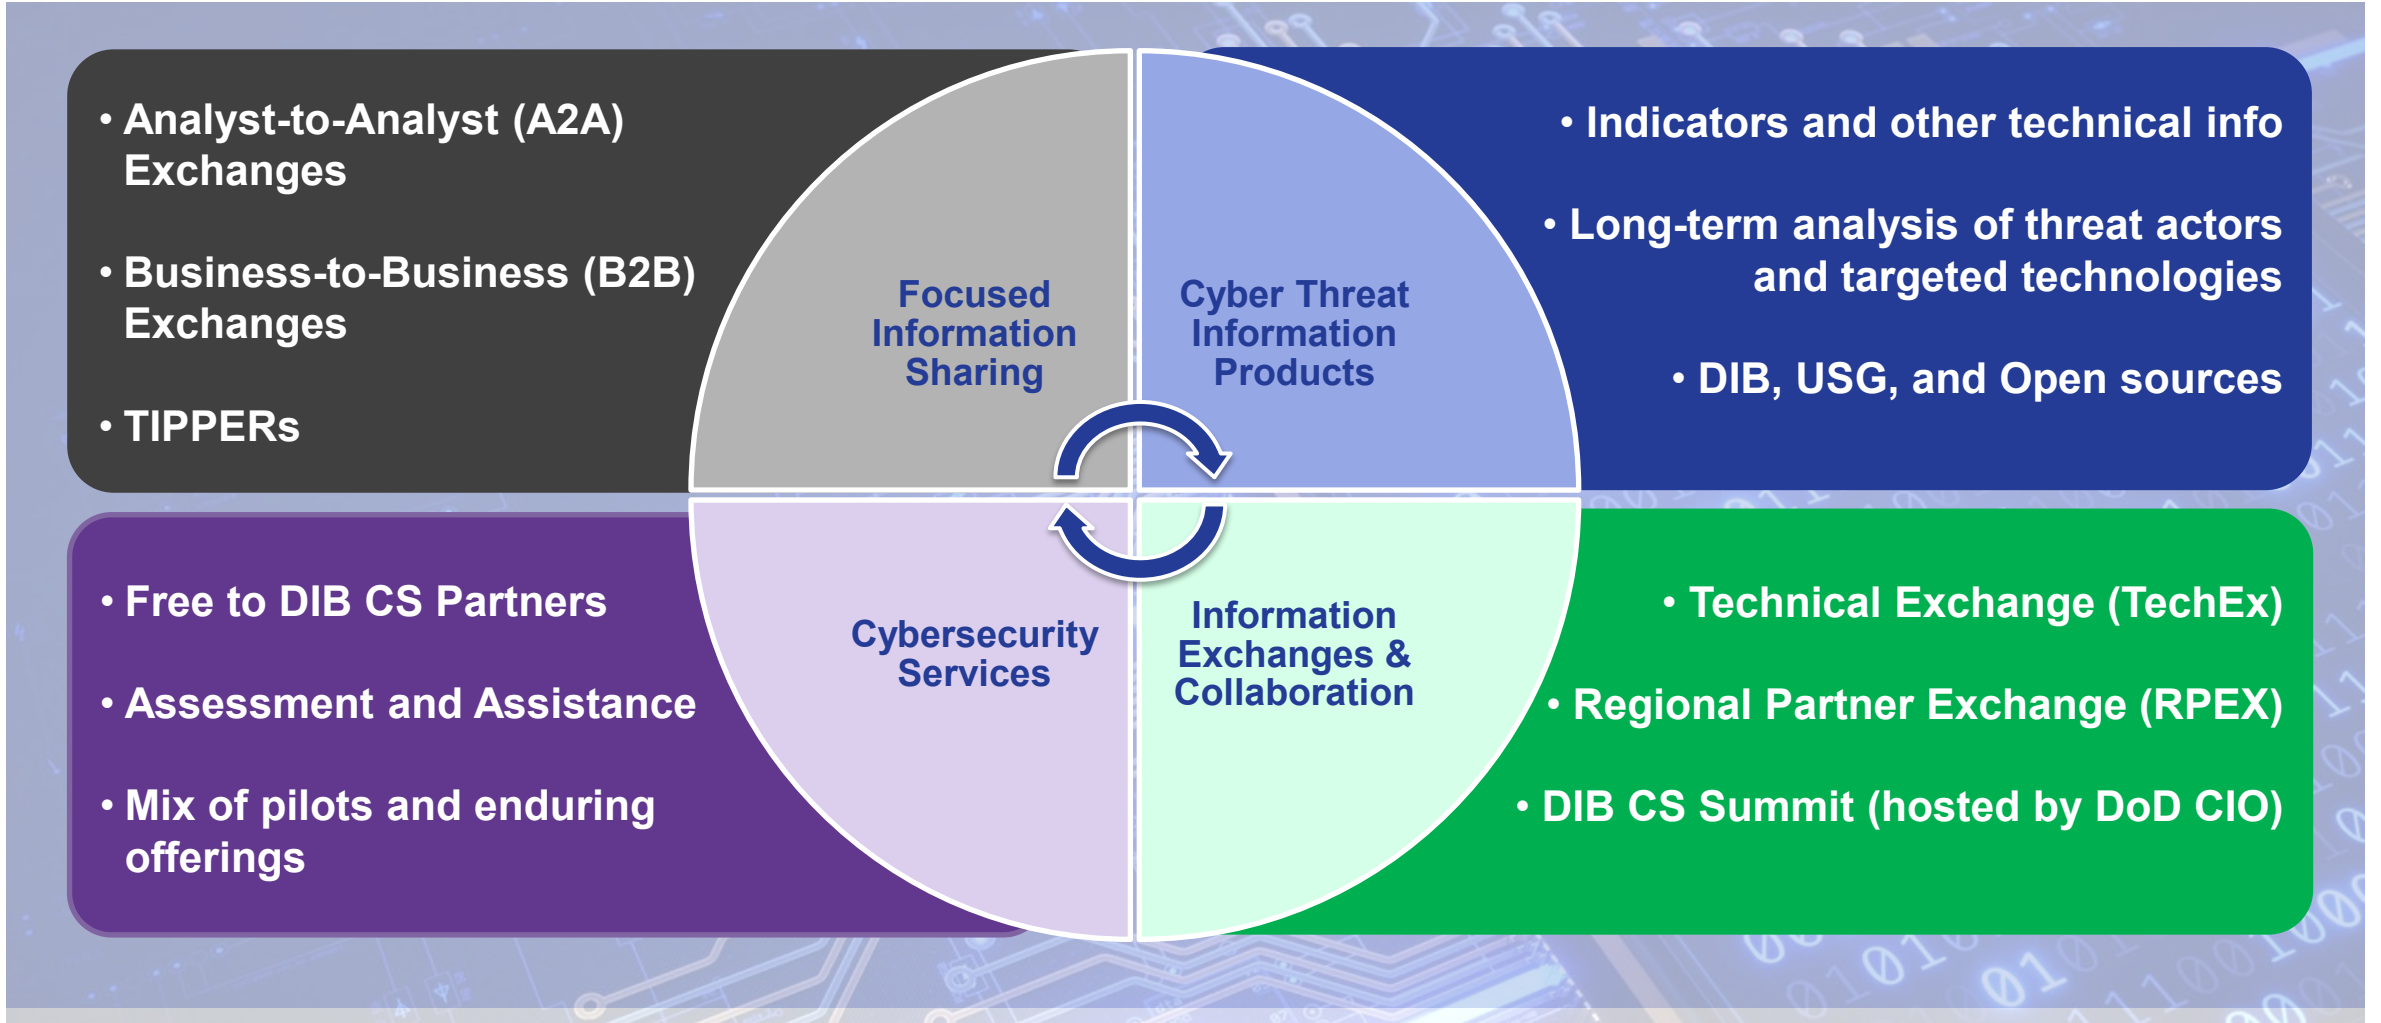 • Analyst-to-Analyst (A2A)
Exchanges
• Business-to-Business (B2B)
Exchanges
• TIPPERs
Focused
Information
Sharing
Cyber Threat
Information
Products
• Indicators and other technical info
• Long-term analysis of threat actors
and targeted technologies
• DIB, USG, and Open sources
• Free to DIB CS Partners
• Assessment and Assistance
• Mix of pilots and enduring
offerings
Cybersecurity
Services
Information
Exchanges &
Collaboration
• Technical Exchange (TechEx)
• Regional Partner Exchange (RPEX)
• DIB CS Summit (hosted by DoD CIO)